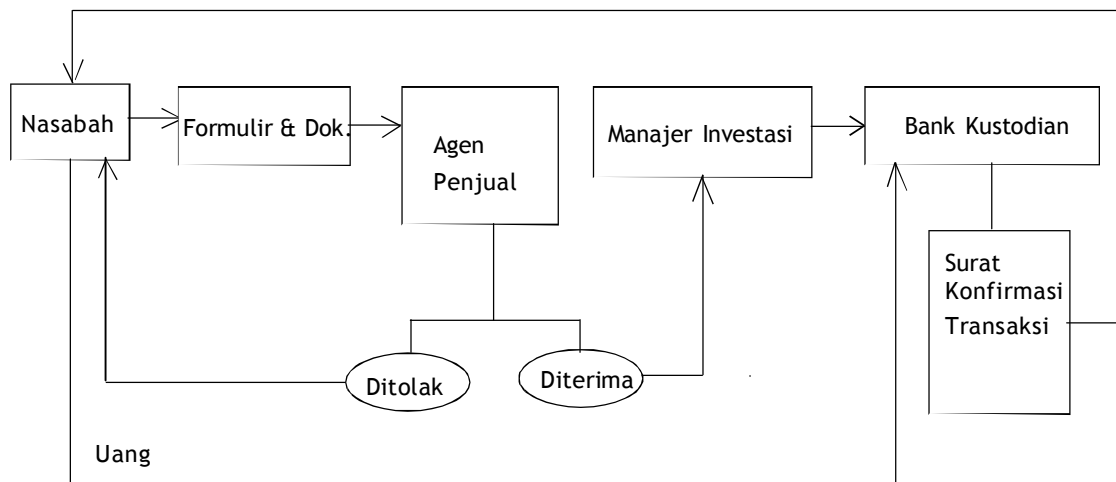 Nasabah
Formulir & Dok.
Agen
Penjual
Manajer Investasi
Bank Kustodian
Surat
Konfirmasi
Transaksi
Ditolak
Diterima
Uang